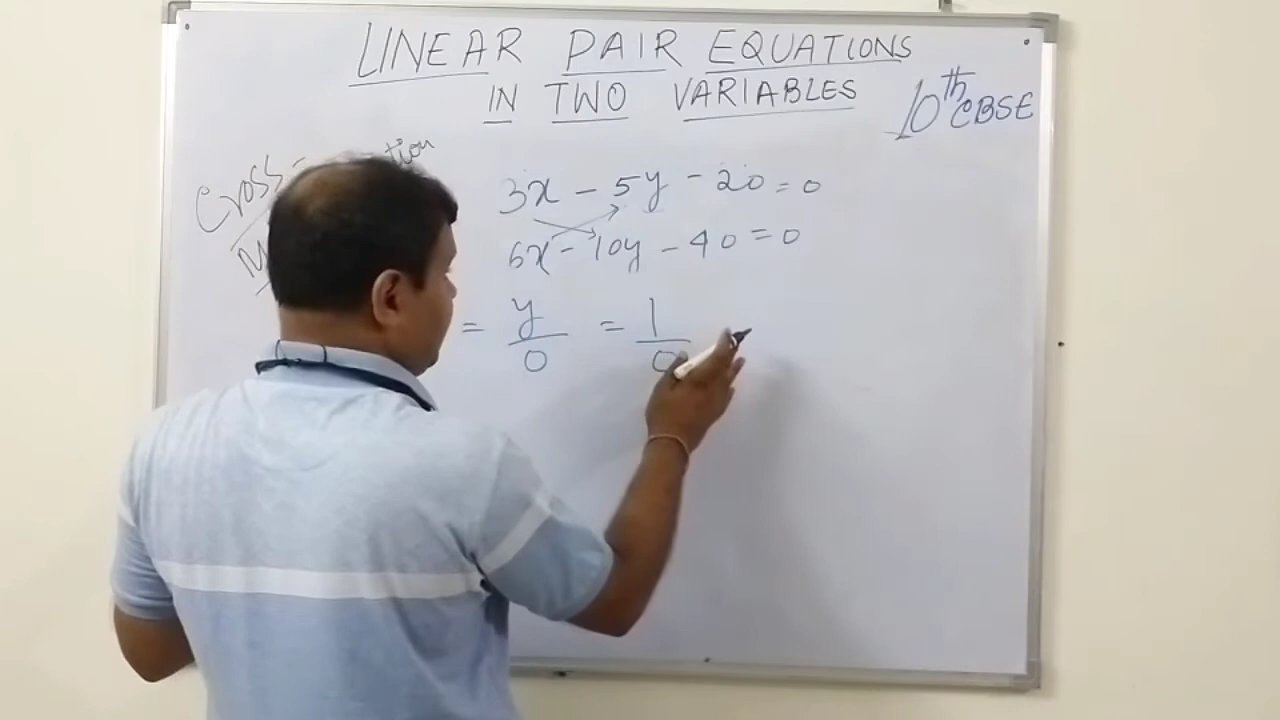 LINEAR PAIR EQUATIONS
IN TWO VARIABLES
10th CBSE
Cross -
3x - 5y - 20 = 0
6x - 10y - 40 = 0
= y/0 = 1/0